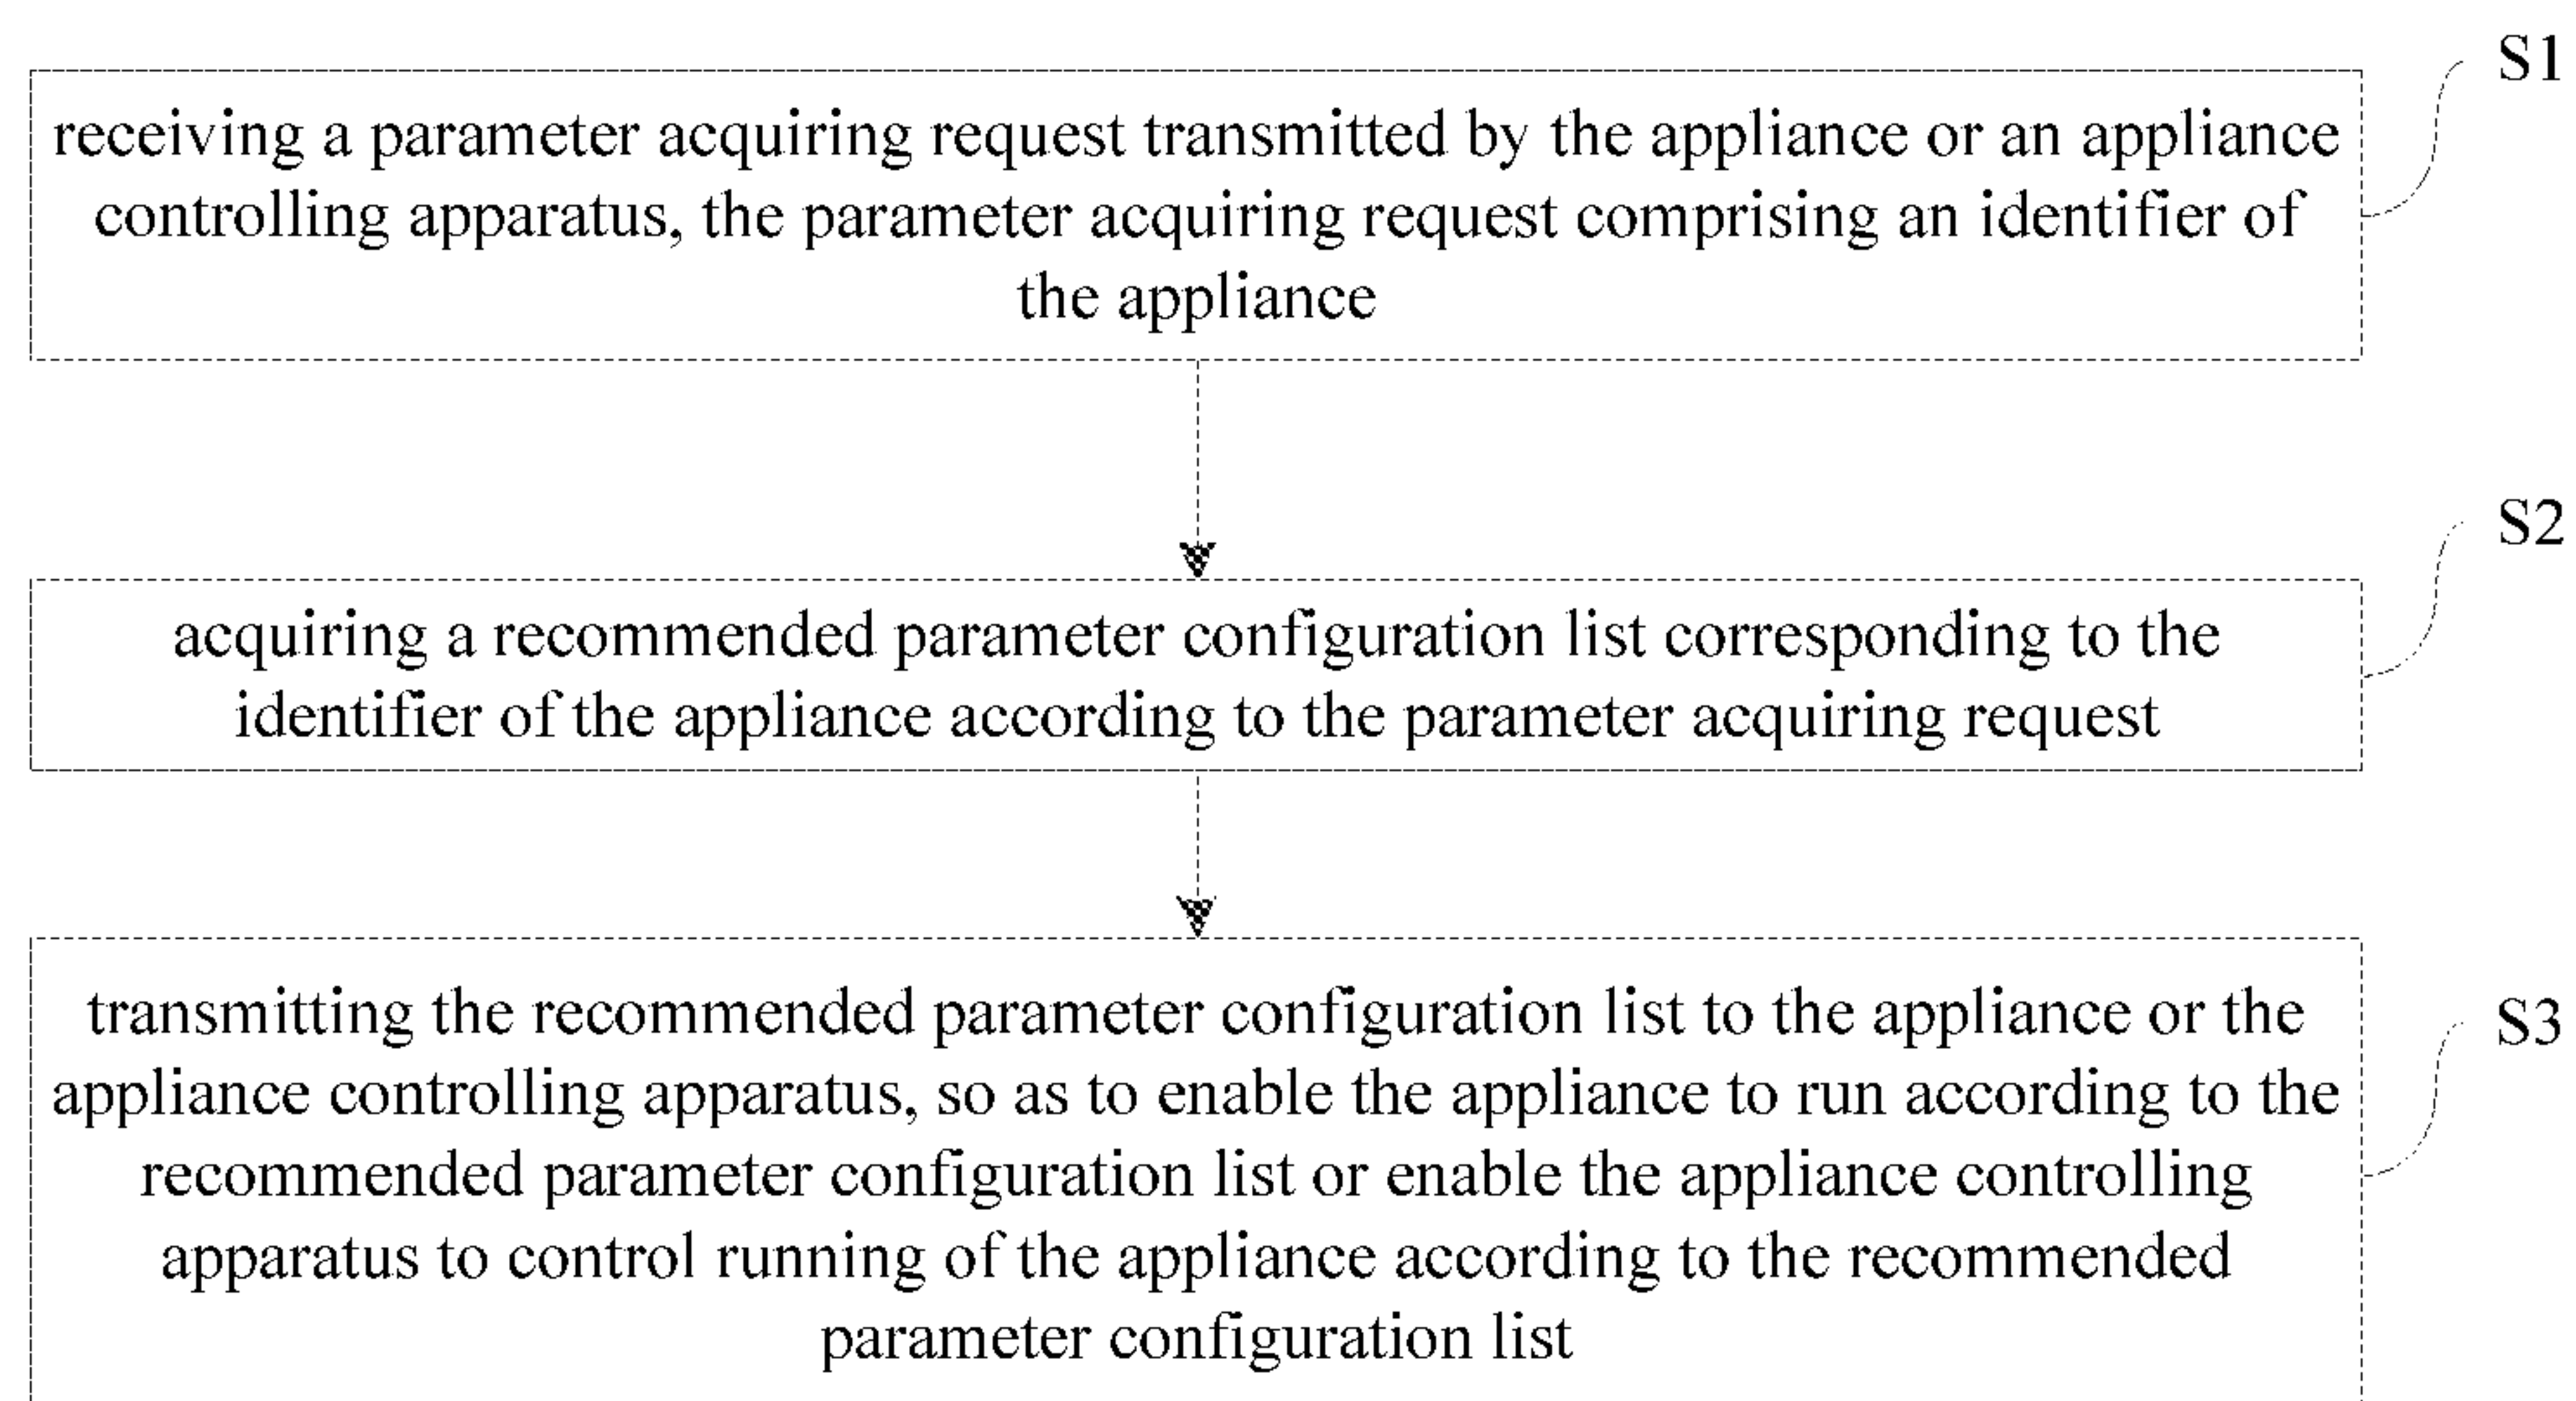 S1
receiving a parameter acquiring request transmitted by the appliance or an appliance
controlling apparatus, the parameter acquiring request comprising an identifier of
the appliance
S2
acquiring a recommended parameter configuration list corresponding to the
identifier of the appliance according to the parameter acquiring request
S3
transmitting the recommended parameter configuration list to the appliance or the
appliance controlling apparatus, so as to enable the appliance to run according to the
recommended parameter configuration list or enable the appliance controlling
apparatus to control running of the appliance according to the recommended
parameter configuration list